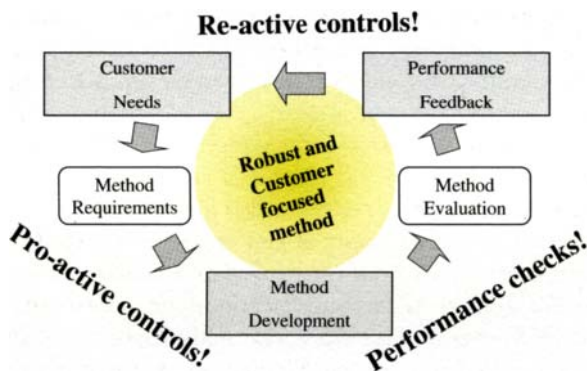 Re-active controls!
Customer
Needs
Performance
Feedback
Robust and
Customer
focused
method
Method
Requirements
Method
Evaluation
Pro-active controls!
Method
Development
Performance checks!